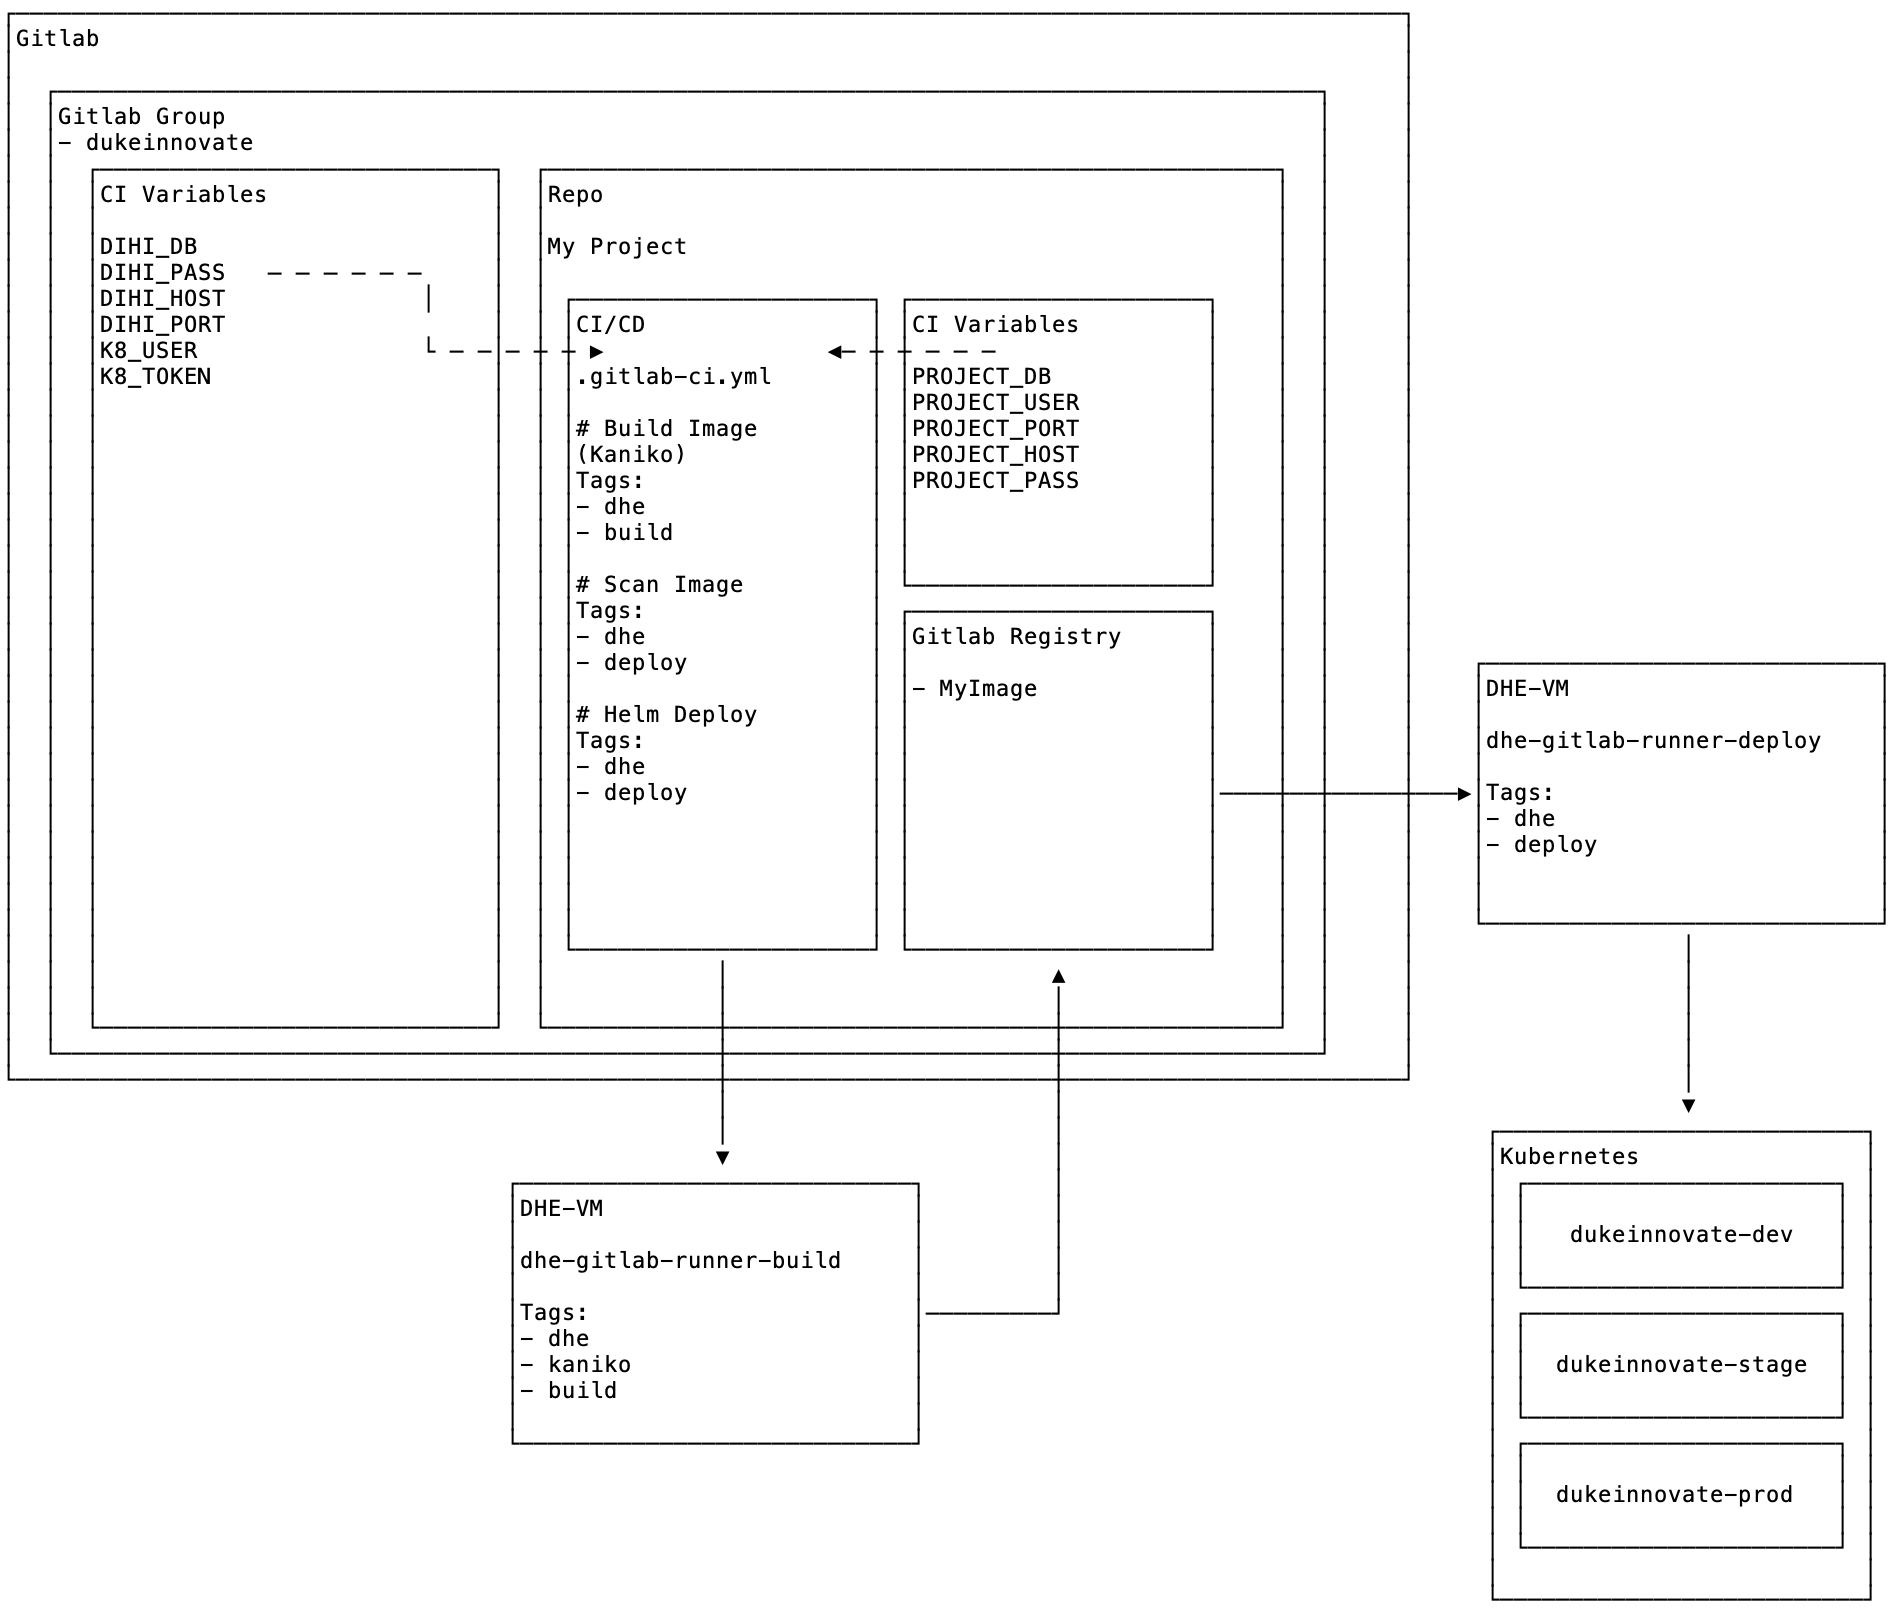 Gitlab
Gitlab Group
- dukeinnovate
CI Variables
DIHI_DB
DIHI_PASS
DIHI_HOST
DIHI_PORT
K8_USER
K8_TOKEN
Repo
My Project
CI/CD
.gitlab-ci.yml
# Build Image
(Kaniko)
Tags:
- dhe
- build
# Scan Image
Tags:
- dhe
- deploy
# Helm Deploy
Tags:
- dhe
- deploy
CI Variables
PROJECT_DB
PROJECT_USER
PROJECT_PORT
PROJECT_HOST
PROJECT_PASS
Gitlab Registry
- MyImage
DHE-VM
dhe-gitlab-runner-deploy
Tags:
- dhe
- deploy
DHE-VM
dhe-gitlab-runner-build
Tags:
- dhe
- kaniko
- build
Kubernetes
dukeinnovate-dev
dukeinnovate-stage
dukeinnovate-prod